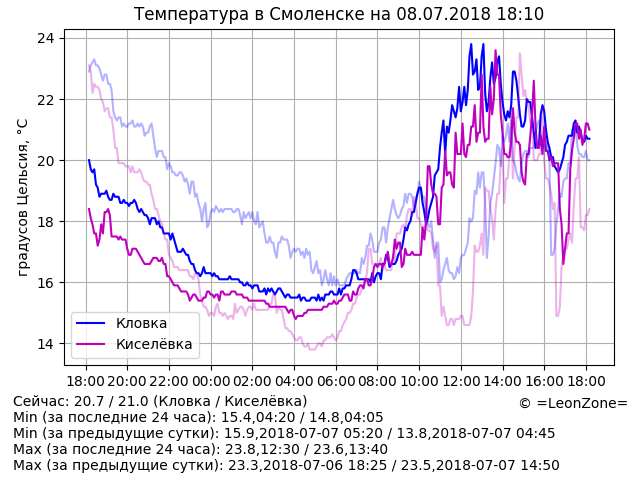 Температура в Смоленске на 08.07.2018 18:10
24
22
20
18
16
14
градусов Цельсия, °C
Кловка
Киселёвка
18:00 20:00 22:00 00:00 02:00 04:00 06:00 08:00 10:00 12:00 14:00 16:00 18:00
Сейчас: 20.7 / 21.0 (Кловка / Киселёвка)
© =LeonZone=
Min (за последние 24 часа): 15.4,04:20 / 14.8,04:05
Min (за предыдущие сутки): 15.9,2018-07-07 05:20 / 13.8,2018-07-07 04:45
Max (за последние 24 часа): 23.8,12:30 / 23.6,13:40
Max (за предыдущие сутки): 23.3,2018-07-06 18:25 / 23.5,2018-07-07 14:50